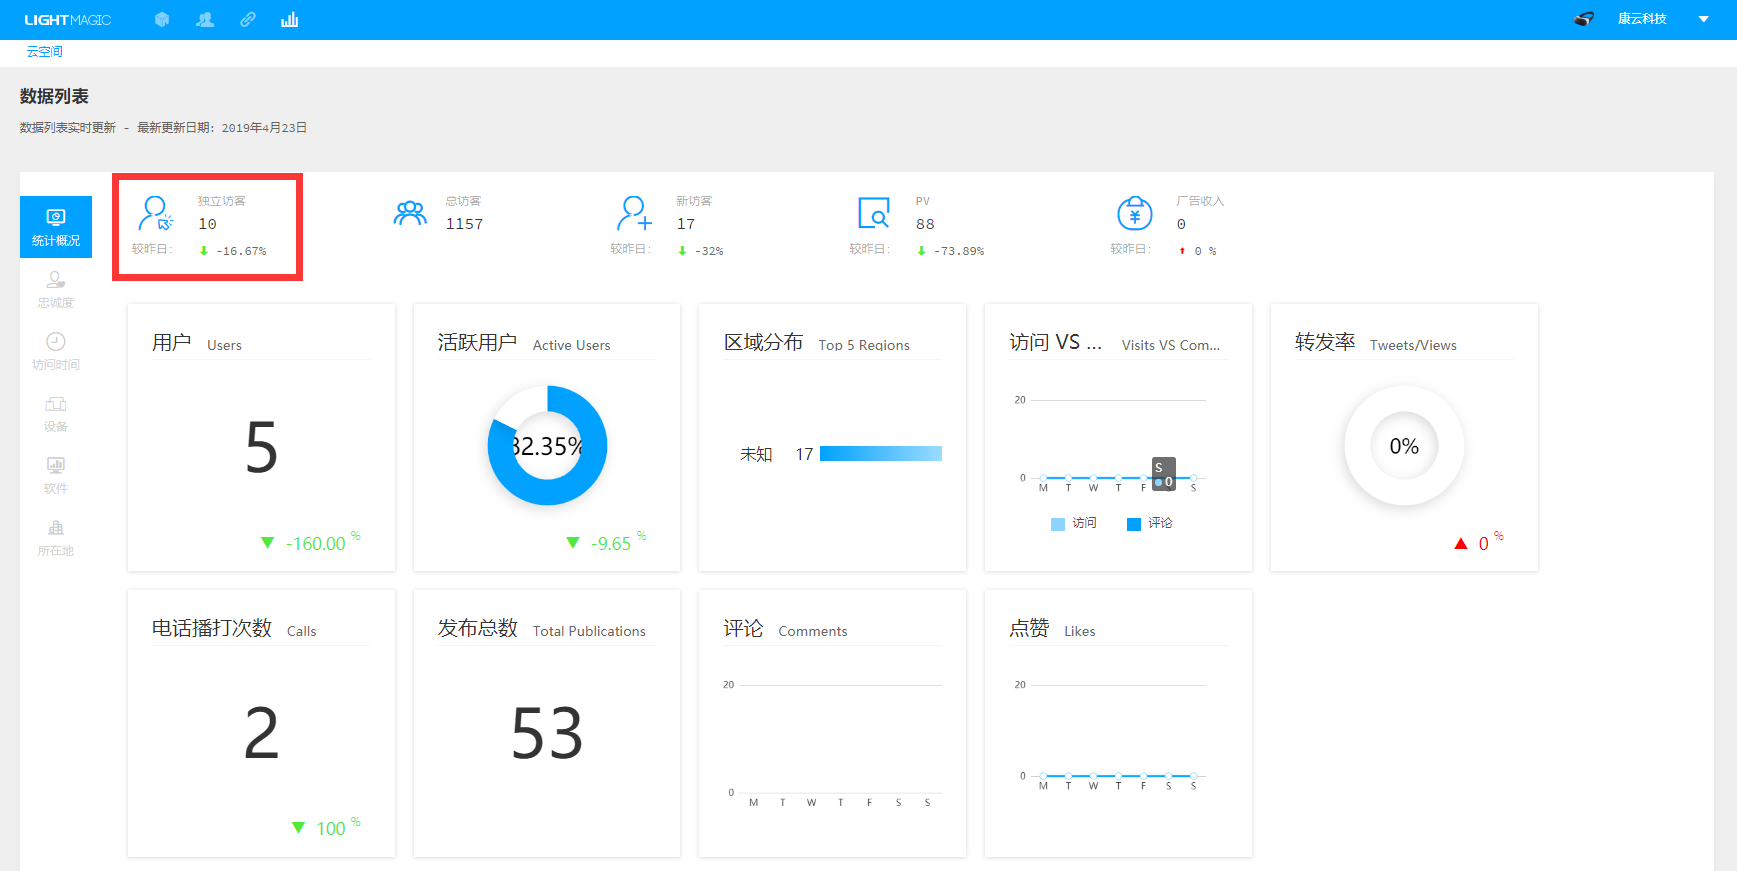 LIGHTMAGIC
康云科技
云空间
数据列表
数据列表实时更新 - 最新更新日期: 2019年4月23日
统计概况
忠诚度
访问时间
设备
软件
所在地
独立访客
10
较昨日: -16.67%
总访客
1157
新访客
17
较昨日: -32%
PV
88
较昨日: -73.89%
广告收入
0
较昨日: 0 %
用户 Users
5
-160.00 %
活跃用户 Active Users
82.35%
-9.65 %
区域分布 Top 5 Regions
未知 17
访问 VS ... Visits VS Com...
20
0
M T W T F S
S
0
访问 评论
转发率 Tweets/Views
0%
0 %
电话播打次数 Calls
2
100 %
发布总数 Total Publications
53
评论 Comments
20
0
M T W T F S S
点赞 Likes
20
0
M T W T F S S